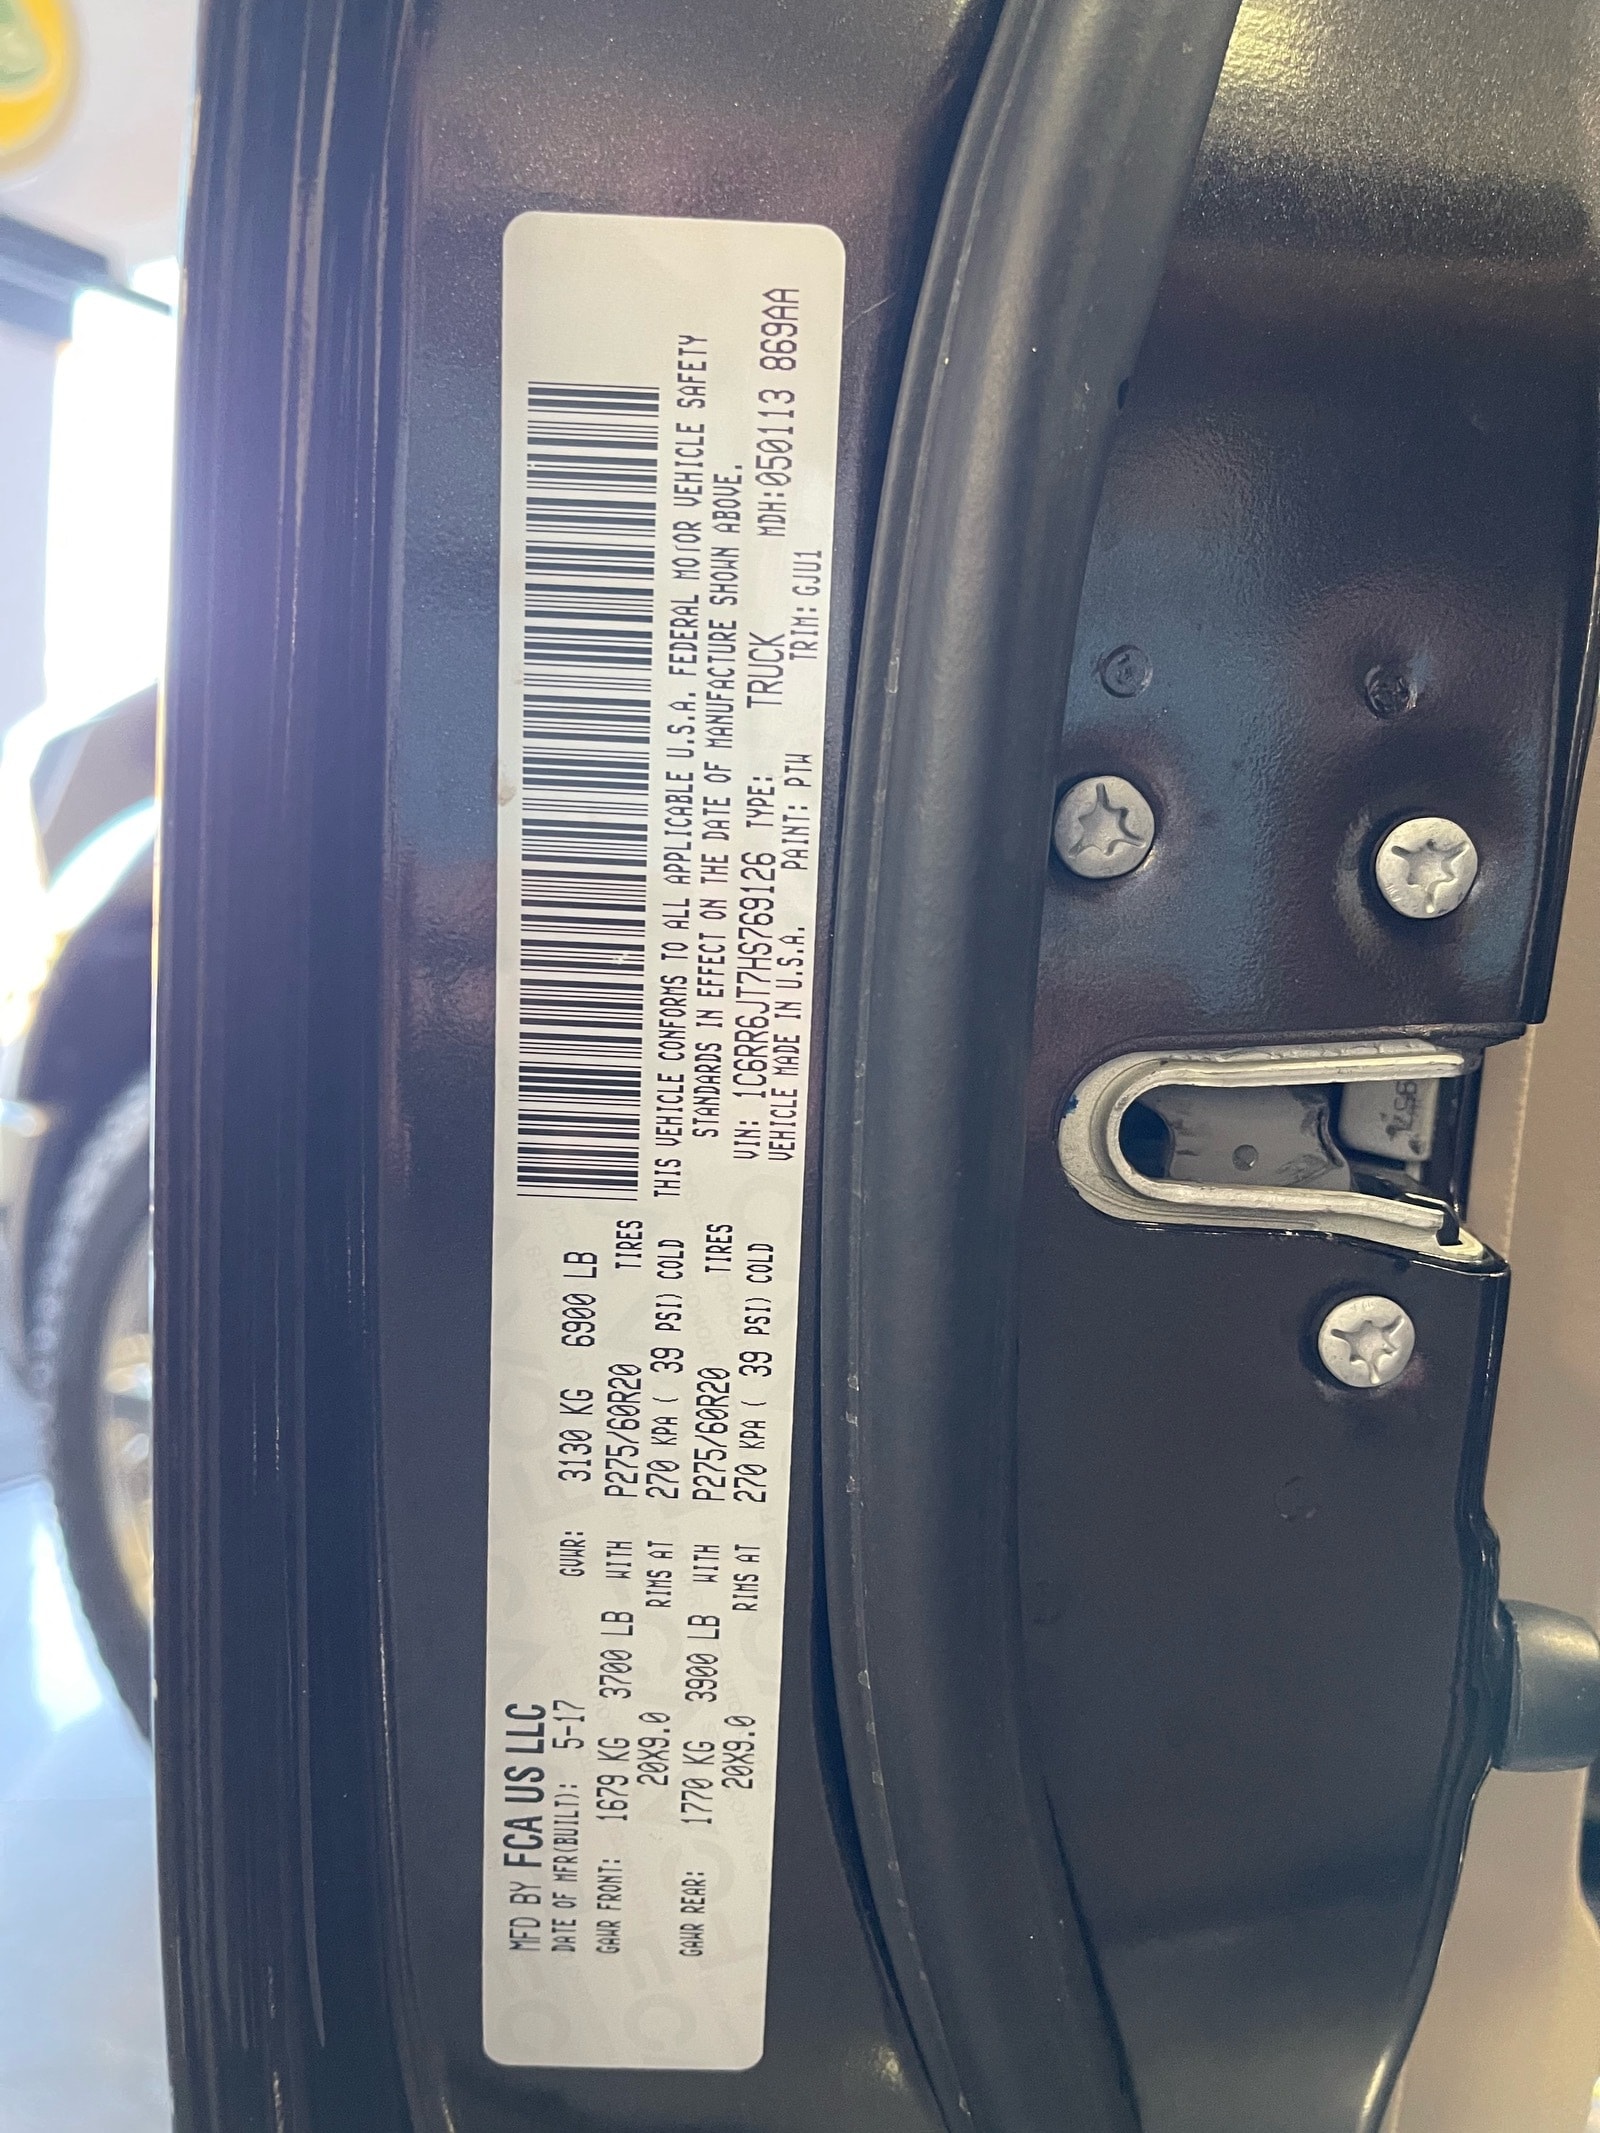 MFD BY FCA US LLC
DATE OF MFR(BUILT): 5-17 GVWR: 3130 KG 6900 LB
GAWR FRONT: 1679 KG 3700 LB WITH P275/60R20 TIRES
20X9.0 RIMS AT 270 KPA ( 39 PSI) COLD
GAWR REAR: 1770 KG 3900 LB WITH P275/60R20 TIRES
20X9.0 RIMS AT 270 KPA ( 39 PSI) COLD
THIS VEHICLE CONFORMS TO ALL APPLICABLE U.S.A. FEDERAL MOTOR VEHICLE SAFETY
STANDARDS IN EFFECT ON THE DATE OF MANUFACTURE SHOWN ABOVE.
VIN: 1C6RR6JT7HS769126 TYPE: TRUCK MDH:050113 869AA
VEHICLE MADE IN U.S.A. PAINT: PTW TRIM: GJU1